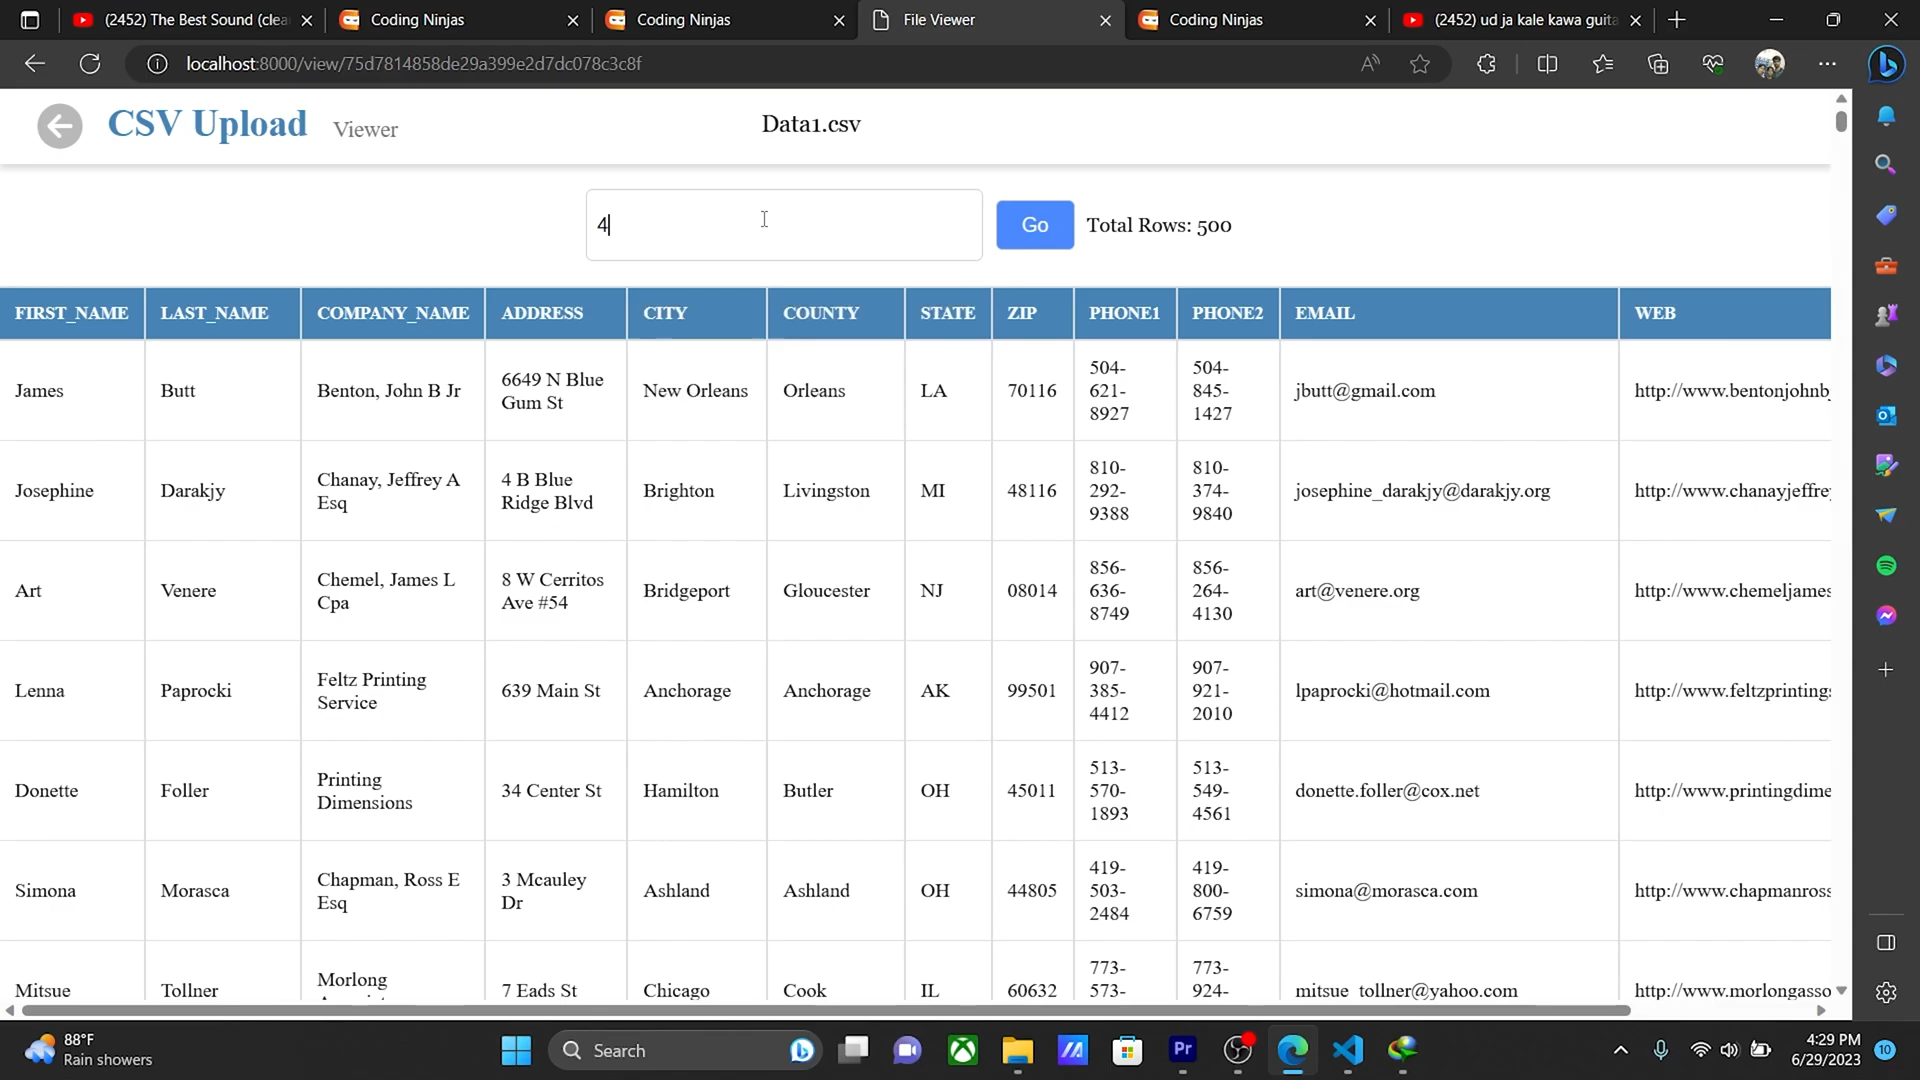 (2452) The Best Sound (clea
Coding Ninjas
Coding Ninjas
File Viewer
Coding Ninjas
(2452) ud ja kale kawa guita
localhost:8000/view/75d7814858de29a399e2d7dc078c3c8f
CSV Upload Viewer
Data1.csv
4
Go
Total Rows: 500
FIRST_NAME LAST_NAME COMPANY_NAME ADDRESS CITY COUNTY STATE ZIP PHONE1 PHONE2 EMAIL WEB
James
Butt
Benton, John B Jr
6649 N Blue
Gum St
New Orleans
Orleans
LA
70116
504-
621-
8927
504-
845-
1427
jbutt@gmail.com
http://www.bentonjohnb
Josephine
Darakjy
Chanay, Jeffrey A
Esq
4 B Blue
Ridge Blvd
Brighton
Livingston
MI
48116
810-
292-
9388
810-
374-
9840
josephine_darakjy@darakjy.org
http://www.chanayjeffre
Art
Venere
Chemel, James L
Cpa
8 W Cerritos
Ave #54
Bridgeport
Gloucester
NJ
08014
856-
636-
8749
856-
264-
4130
art@venere.org
http://www.chemeljames
Lenna
Paprocki
Feltz Printing
Service
639 Main St
Anchorage
Anchorage
AK
99501
907-
385-
4412
907-
921-
2010
lpaprocki@hotmail.com
http://www.feltzprinting
Donette
Foller
Printing
Dimensions
34 Center St
Hamilton
Butler
OH
45011
513-
570-
1893
513-
549-
4561
donette.foller@cox.net
http://www.printingdime
Simona
Morasca
Chapman, Ross E
Esq
3 Mcauley
Dr
Ashland
Ashland
OH
44805
419-
503-
2484
419-
800-
6759
simona@morasca.com
http://www.chapmanross
Mitsue
Tollner
Morlong
7 Eads St
Chicago
Cook
IL
60632
773-
573-
773-
924-
mitsue_tollner@yahoo.com
http://www.morlongasso
88°F
Rain showers
Search
Pr
4:29 PM
6/29/2023
10